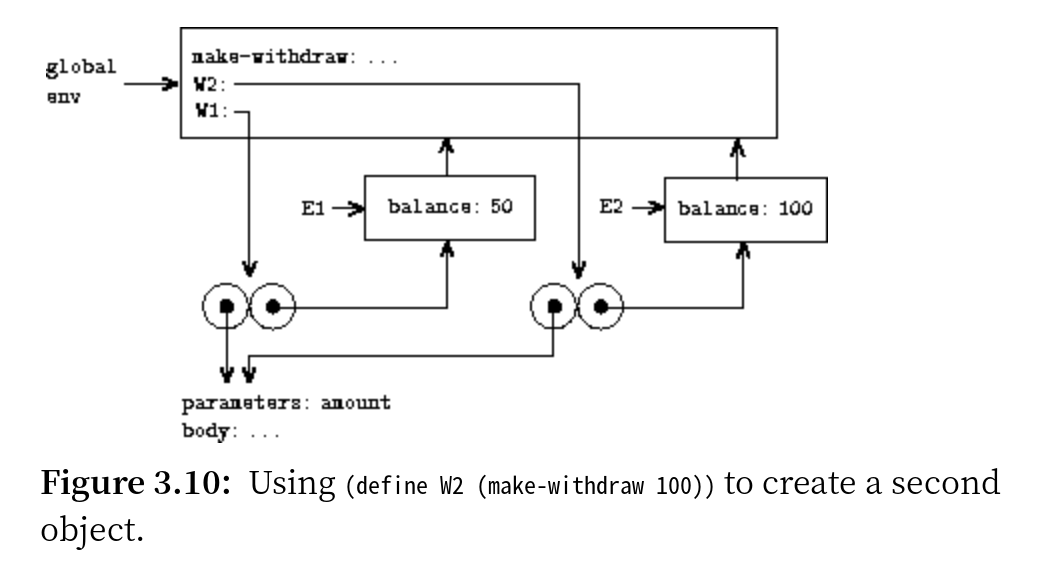 global
env
make-withdraw: ...
W2:
W1:
E1
balance: 50
E2
balance: 100
parameters: amount
body: ...
Figure 3.10: Using (define W2 (make-withdraw 100)) to create a second
object.